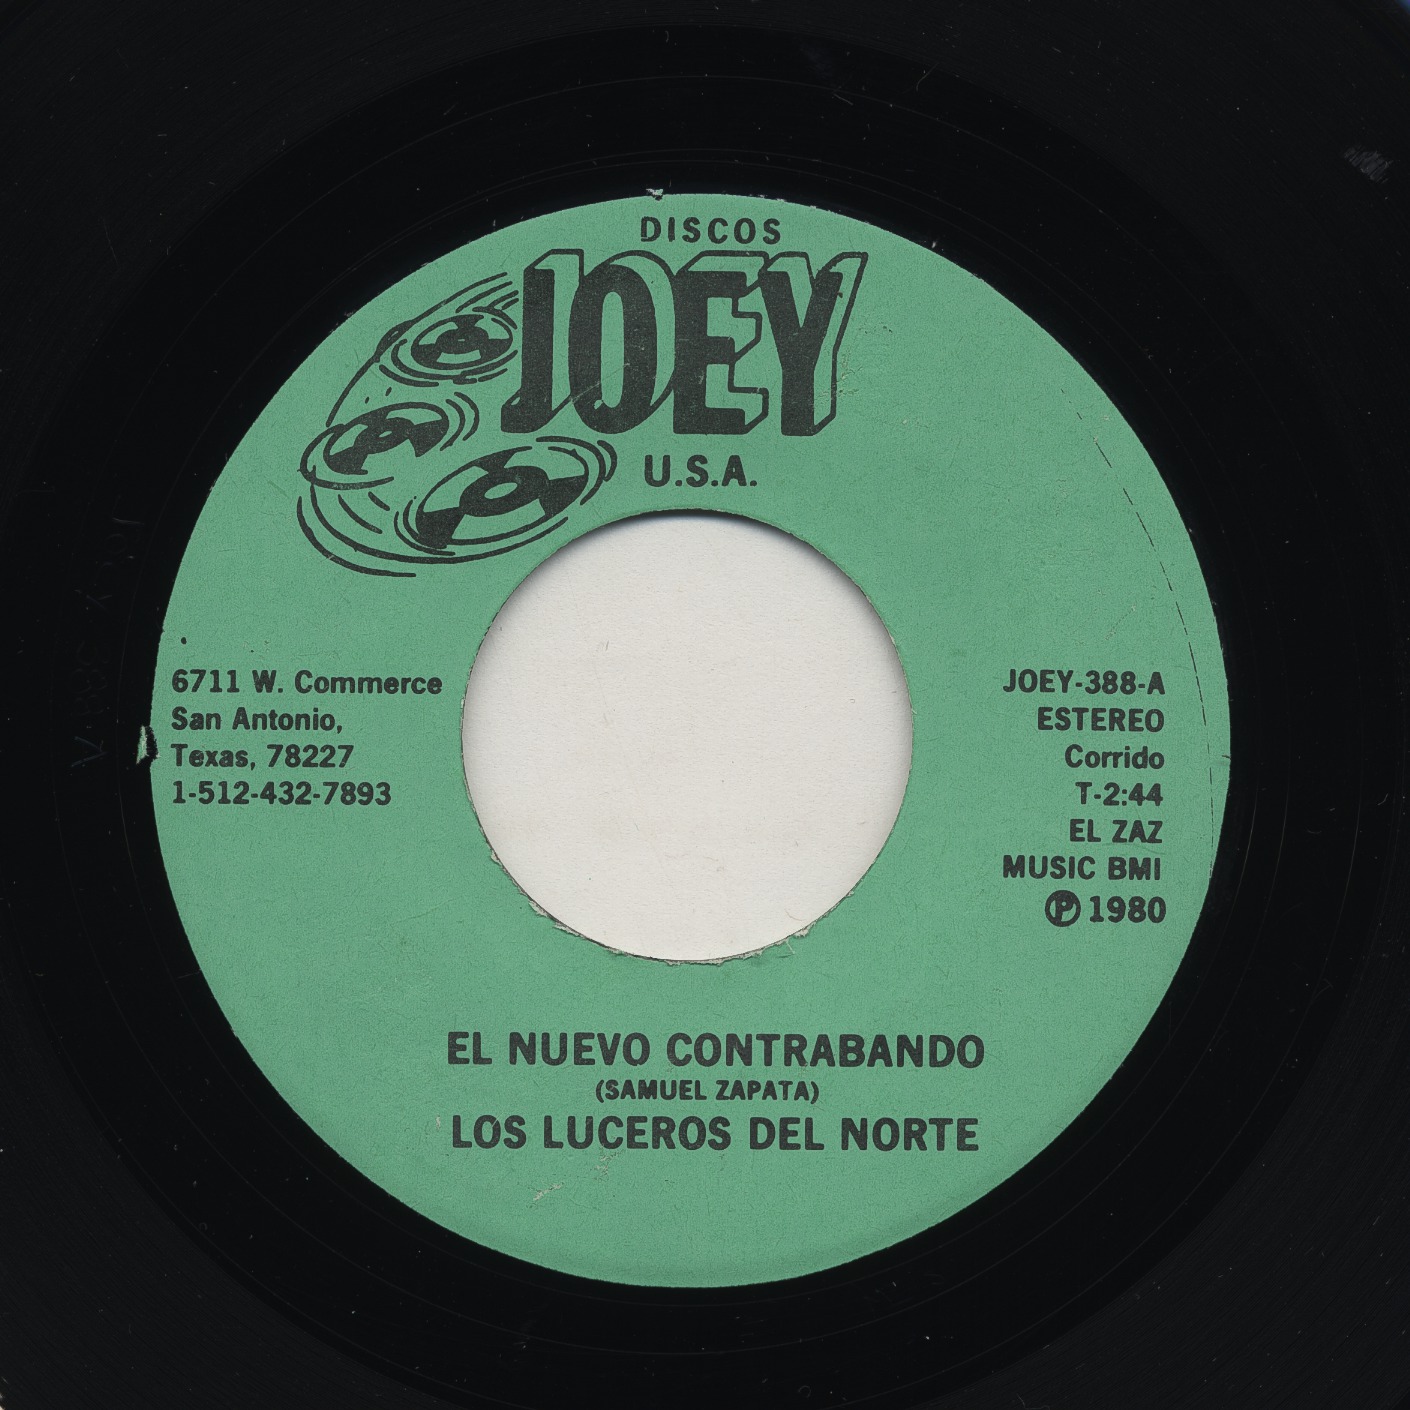 DISCOS
JOEY
U.S.A.
6711 W. Commerce
San Antonio,
Texas, 78227
1-512-432-7893
JOEY-388-A
ESTEREO
Corrido
T-2:44
EL ZAZ
MUSIC BMI
Ⓟ 1980
EL NUEVO CONTRABANDO
(SAMUEL ZAPATA)
LOS LUCEROS DEL NORTE